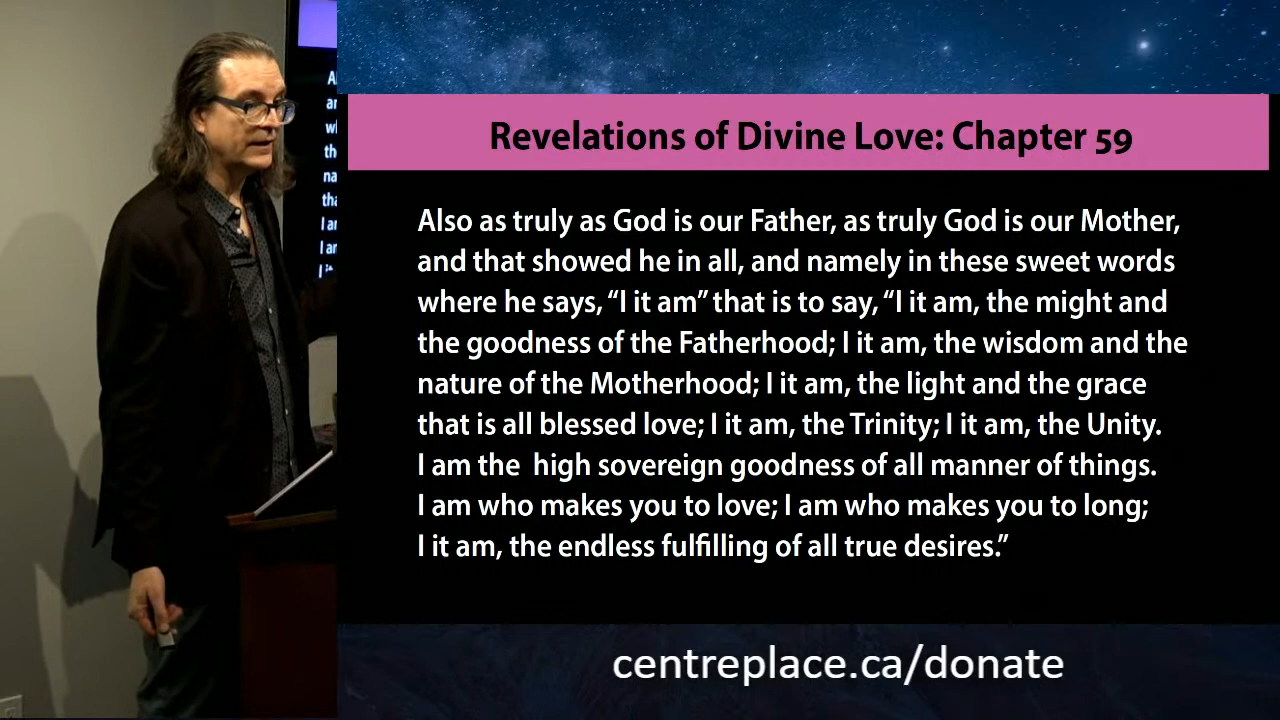 Revelations of Divine Love: Chapter 59
Also as truly as God is our Father, as truly God is our Mother,
and that showed he in all, and namely in these sweet words
where he says, “I it am” that is to say, “I it am, the might and
the goodness of the Fatherhood; I it am, the wisdom and the
nature of the Motherhood; I it am, the light and the grace
that is all blessed love; I it am, the Trinity; I it am, the Unity.
I am the  high sovereign goodness of all manner of things.
I am who makes you to love; I am who makes you to long;
I it am, the endless fulfilling of all true desires.”
centreplace.ca/donate